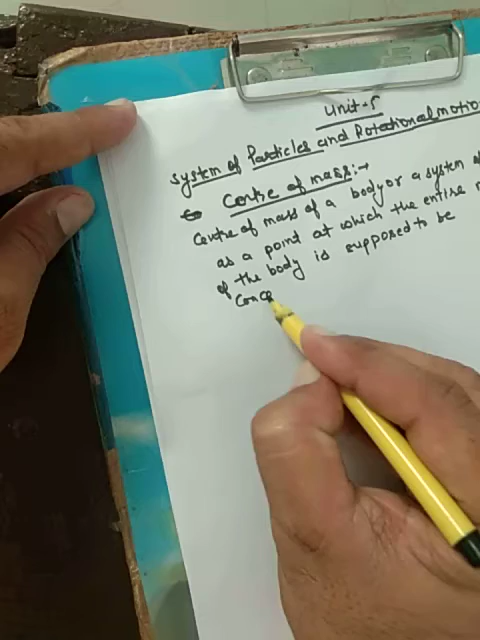 Unit-5
System of Particles and Rotational motion
Centre of mass:→
Centre of mass of a body or a system
as a point at which the entire
of the body is supposed to be
Conce